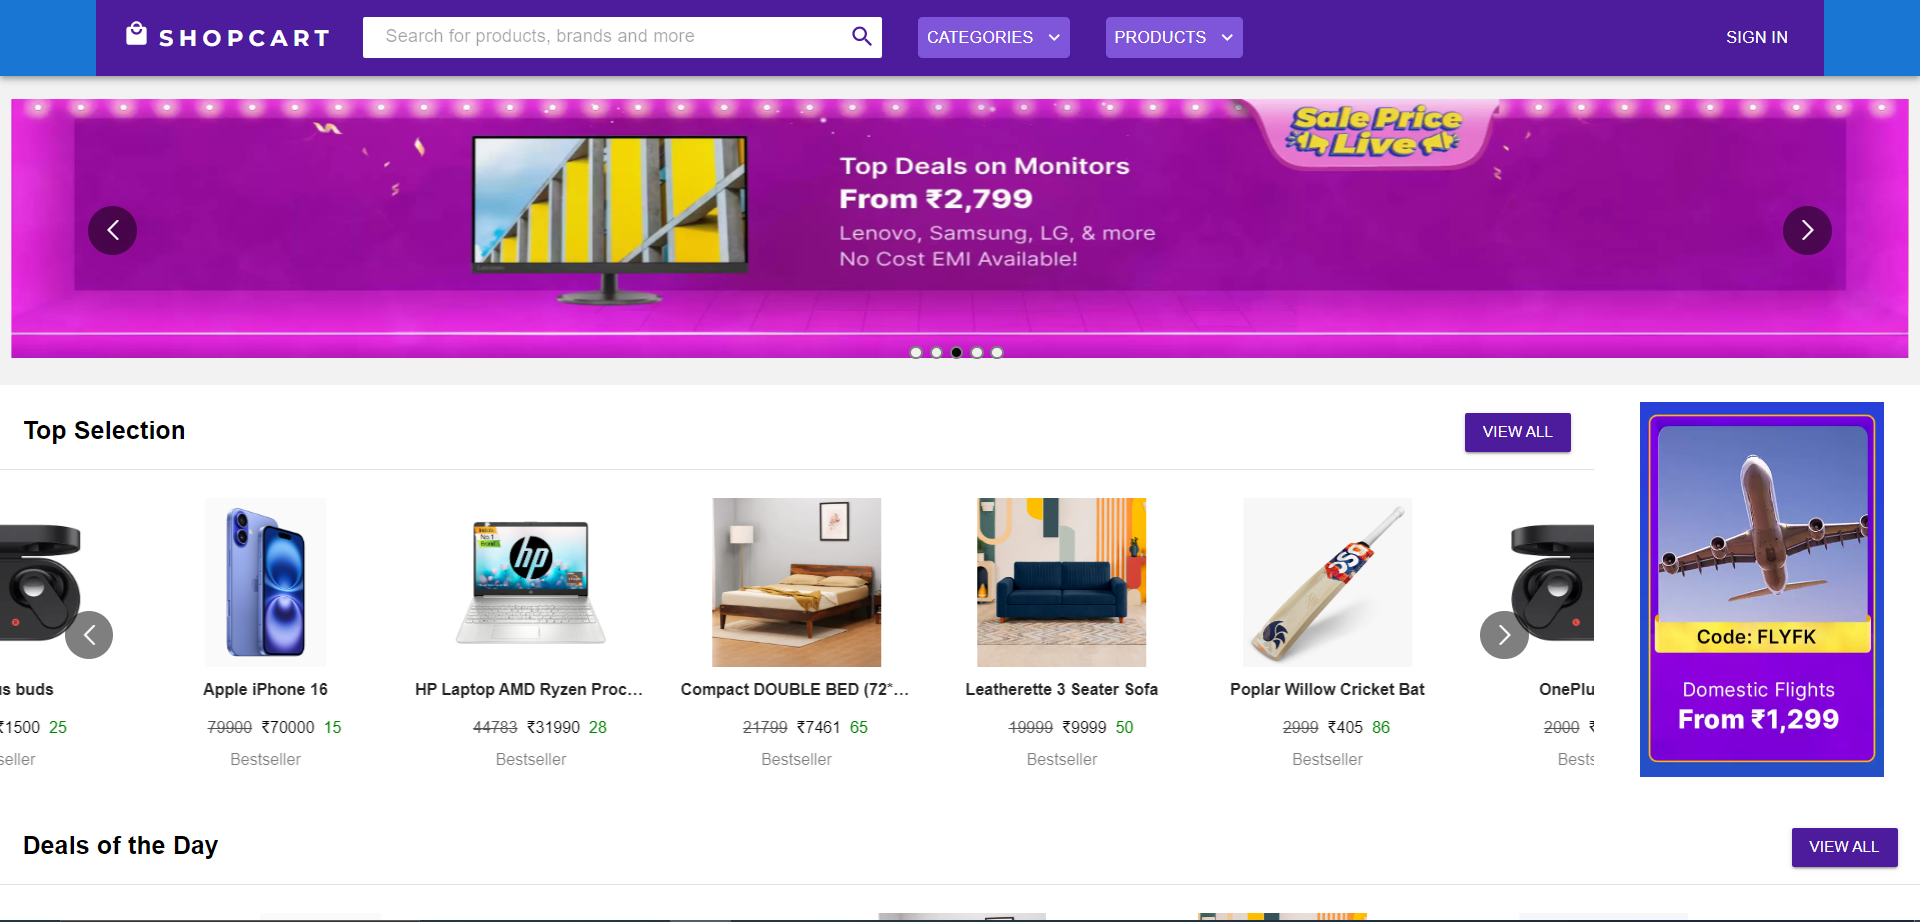 SHOPCART
Search for products, brands and more
CATEGORIES
PRODUCTS
SIGN IN
Sale Price
Live
Top Deals on Monitors
From ₹2,799
Lenovo, Samsung, LG, & more
No Cost EMI Available!
Top Selection
VIEW ALL
hp
DSC
us buds
₹1500 25
seller
Apple iPhone 16
79900 ₹70000 15
Bestseller
HP Laptop AMD Ryzen Proc...
44783 ₹31990 28
Bestseller
Compact DOUBLE BED (72*...
21799 ₹7461 65
Bestseller
Leatherette 3 Seater Sofa
19999 ₹9999 50
Bestseller
Poplar Willow Cricket Bat
2999 ₹405 86
Bestseller
OnePlu
2000 ₹
Bests
Code: FLYFK
Domestic Flights
From ₹1,299
Deals of the Day
VIEW ALL